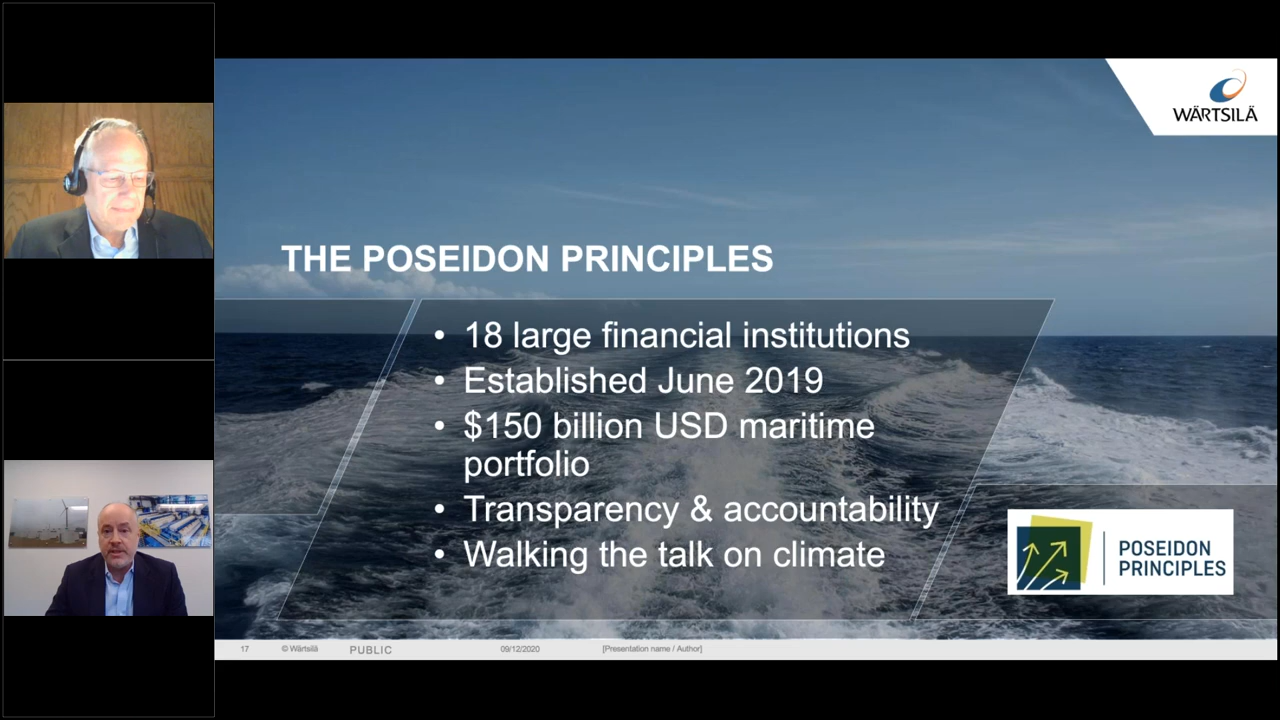 WÄRTSILÄ
THE POSEIDON PRINCIPLES
• 18 large financial institutions
• Established June 2019
• $150 billion USD maritime
portfolio
• Transparency & accountability
• Walking the talk on climate
POSEIDON
PRINCIPLES
17 © Wärtsilä PUBLIC 09/12/2020 [Presentation name / Author]